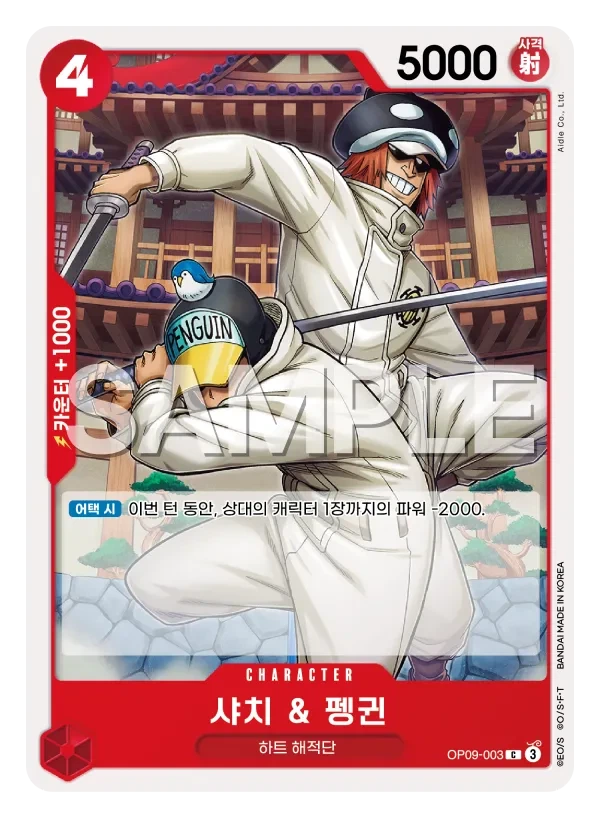 4
5000
사격
射
Aidle Co., Ltd.
PENGUIN
카운터 +1000
SAMPLE
어택 시 이번 턴 동안, 상대의 캐릭터 1장까지의 파워 -2000.
CHARACTER
샤치 & 펭귄
하트 해적단
OP09-003 C 3
©EO/S ©O/S·F·T BANDAI MADE IN KOREA